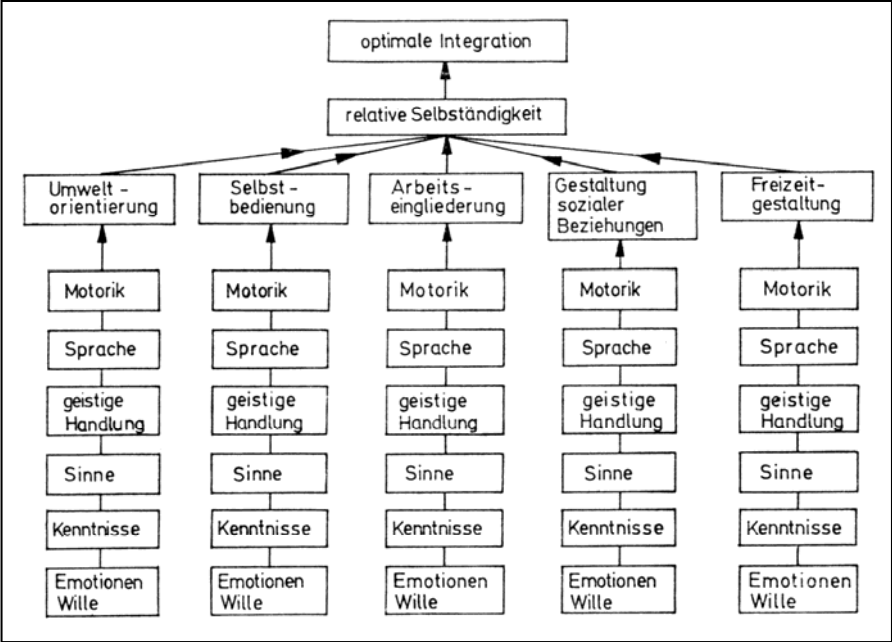 optimale Integration
relative Selbständigkeit
Umwelt-
orientierung
Selbst-
bedienung
Arbeits-
eingliederung
Gestaltung
sozialer
Beziehungen
Freizeit-
gestaltung
Motorik
Motorik
Motorik
Motorik
Motorik
Sprache
Sprache
Sprache
Sprache
Sprache
geistige
Handlung
geistige
Handlung
geistige
Handlung
geistige
Handlung
geistige
Handlung
Sinne
Sinne
Sinne
Sinne
Sinne
Kenntnisse
Kenntnisse
Kenntnisse
Kenntnisse
Kenntnisse
Emotionen
Wille
Emotionen
Wille
Emotionen
Wille
Emotionen
Wille
Emotionen
Wille